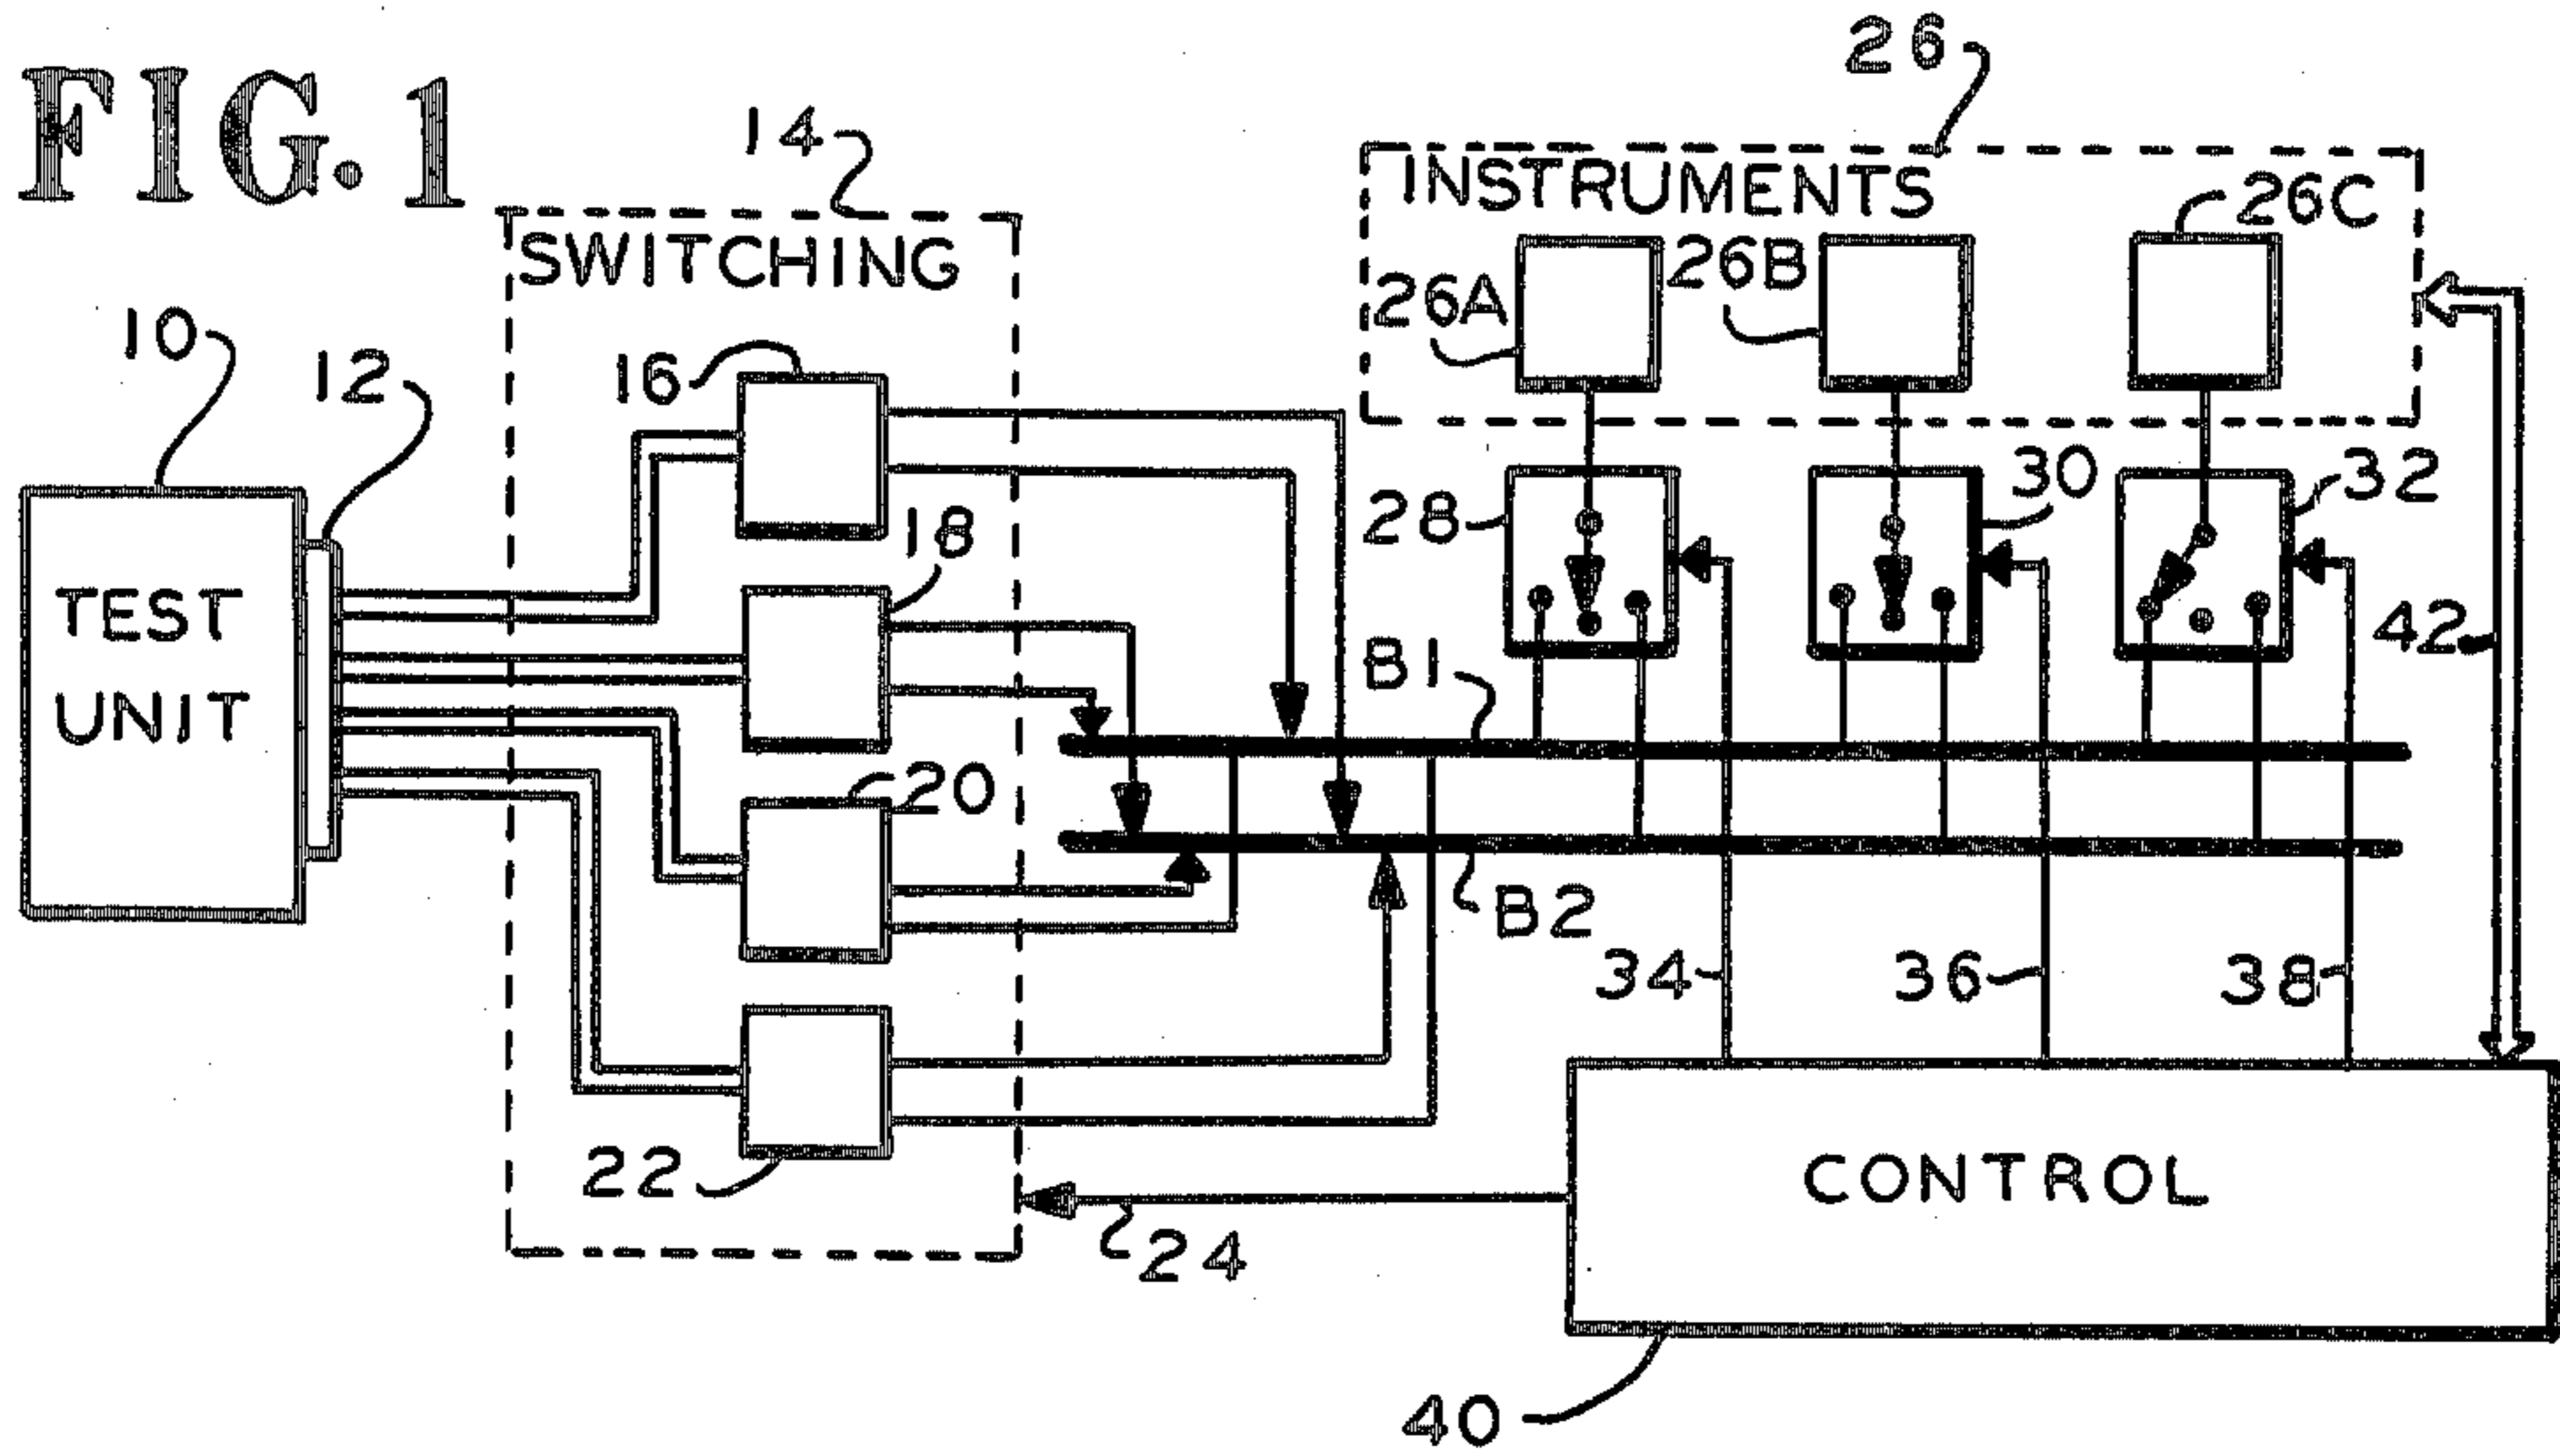 FIG. 1
26
14
INSTRUMENTS
26C
SWITCHING
26B
26A
10
12
16
28
30
32
18
TEST
UNIT
B1
42
20
B2
34
36
38
22
CONTROL
24
40